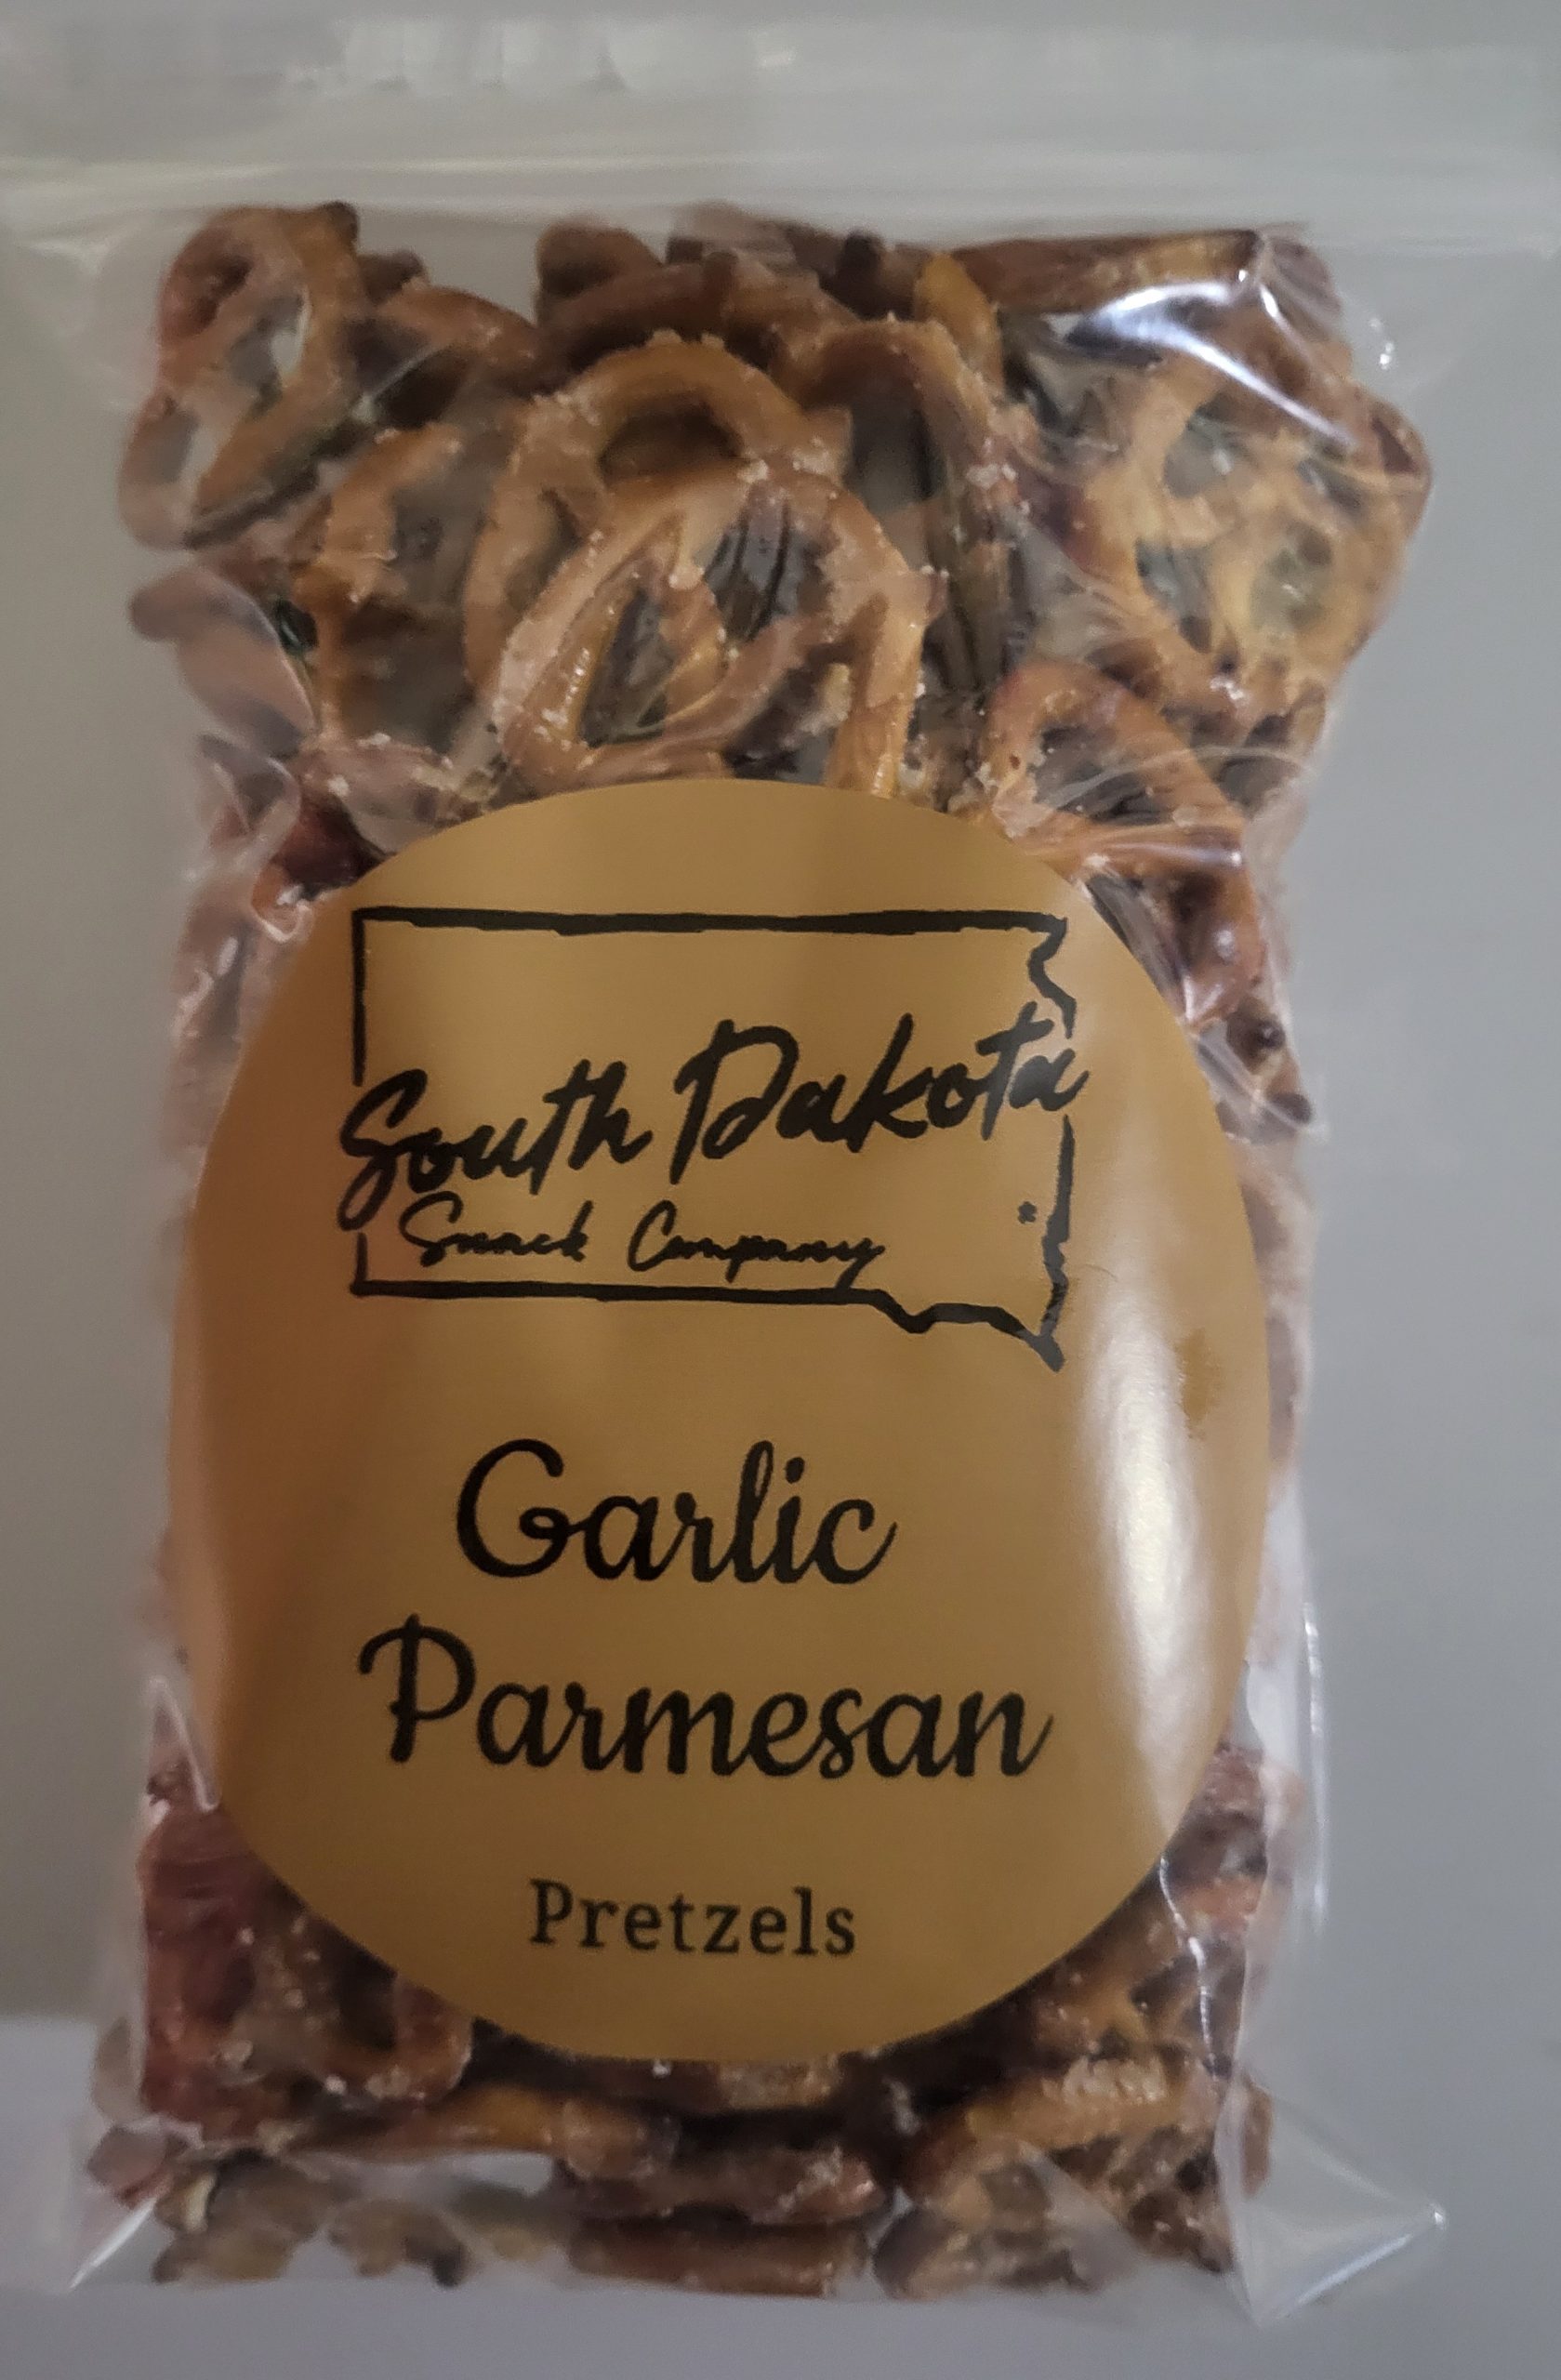 South Dakota
Snack Company
Garlic
Parmesan
Pretzels